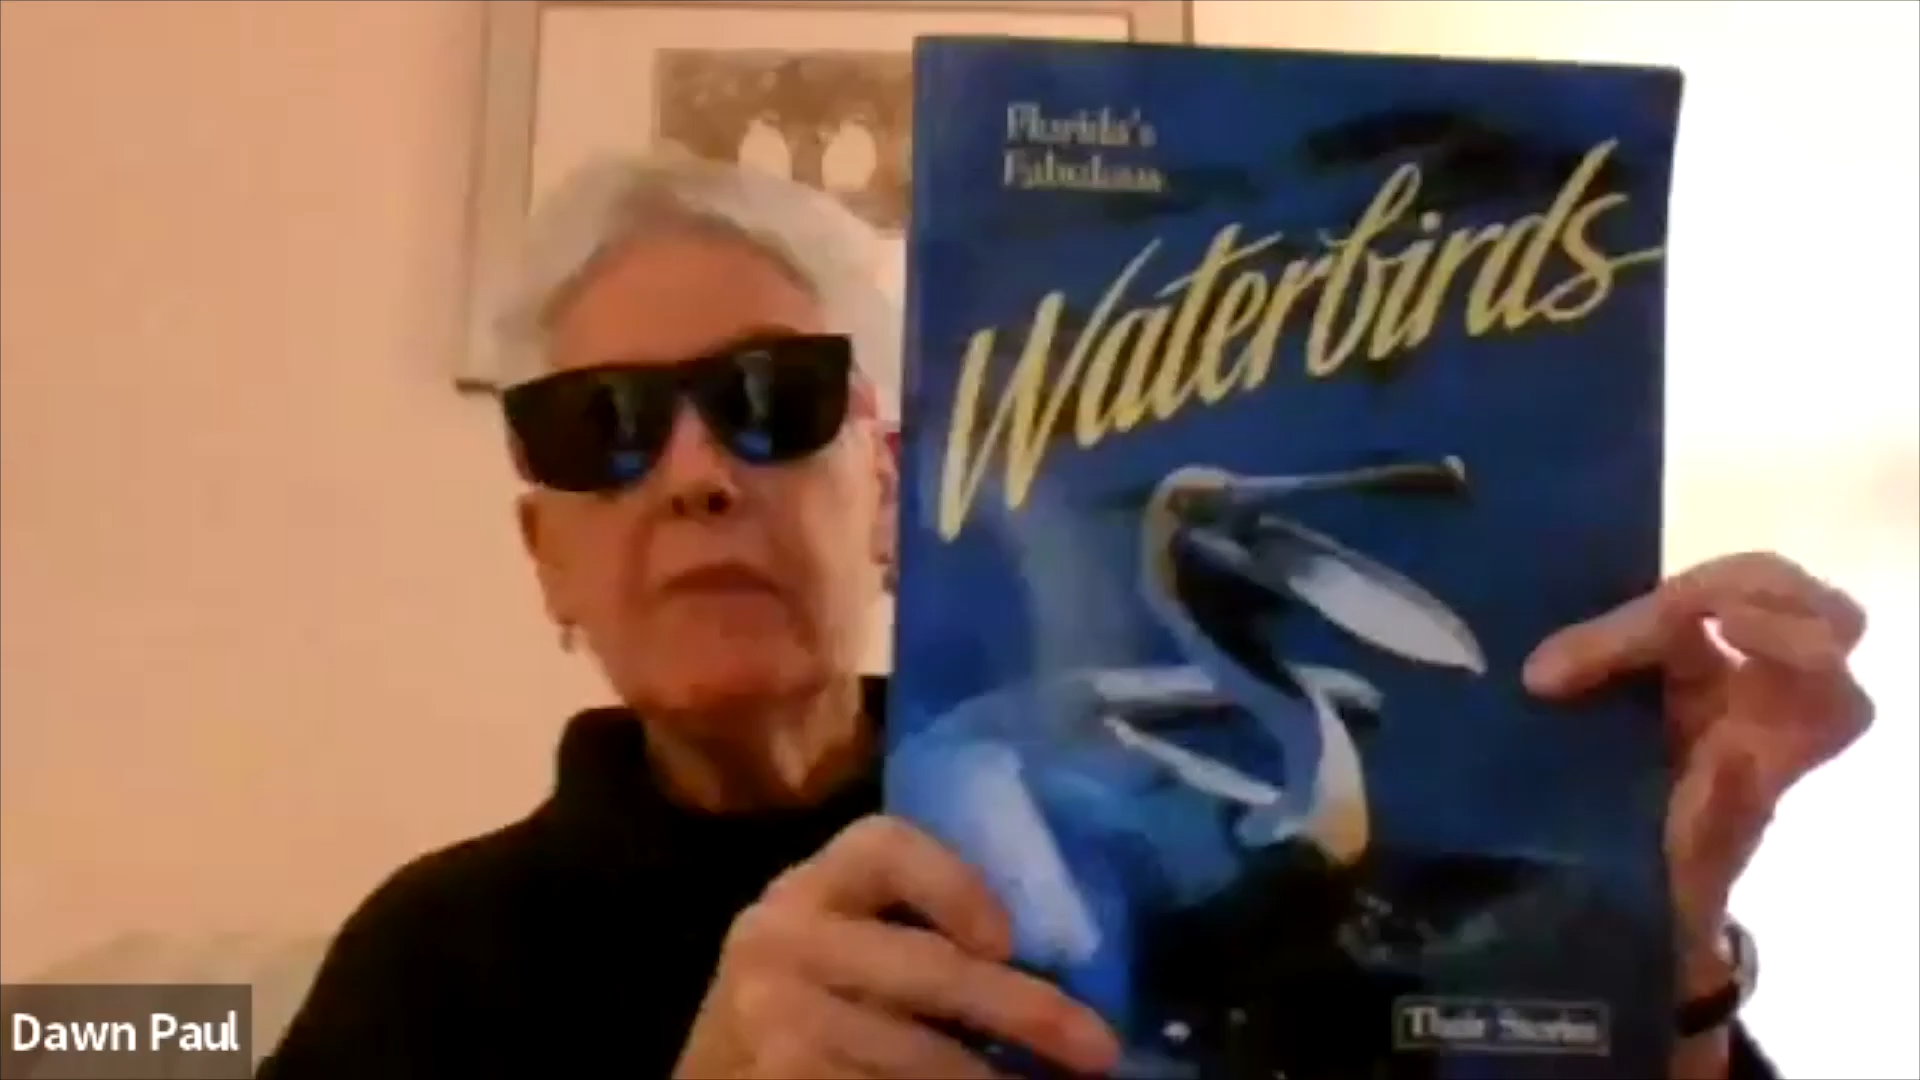 Florida's
Fabulous
Waterbirds
Their Stories
Dawn Paul